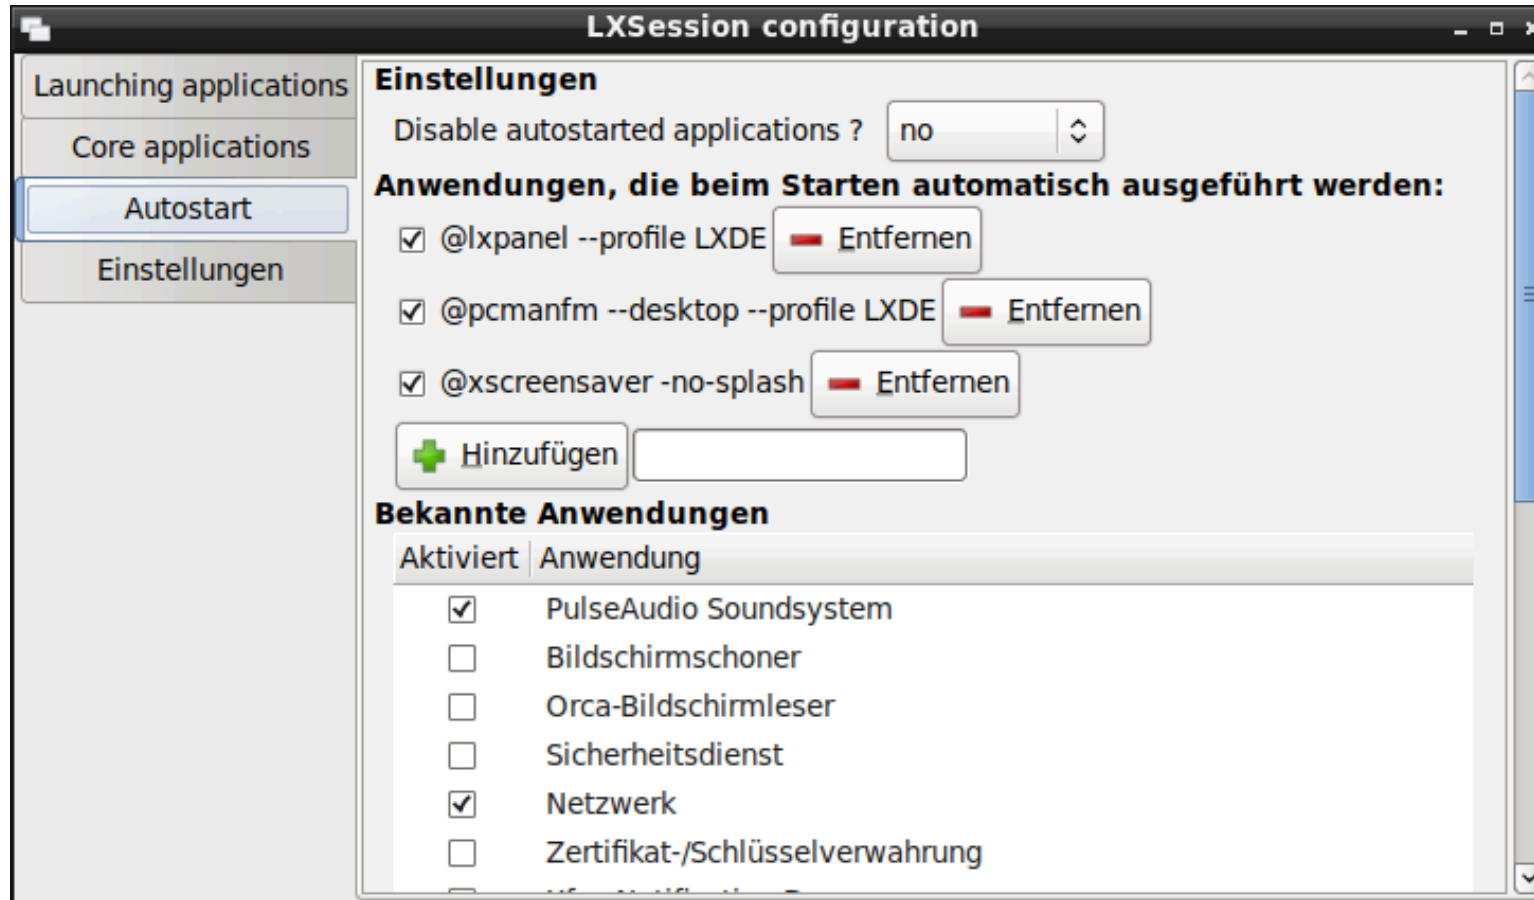 LXSession configuration
Launching applications
Core applications
Autostart
Einstellungen
Einstellungen
Disable autostarted applications ? no
Anwendungen, die beim Starten automatisch ausgeführt werden:
@lxpanel --profile LXDE Entfernen
@pcmanfm --desktop --profile LXDE Entfernen
@xscreensaver -no-splash Entfernen
Hinzufügen
Bekannte Anwendungen
Aktiviert Anwendung
PulseAudio Soundsystem
Bildschirmschoner
Orca-Bildschirmleser
Sicherheitsdienst
Netzwerk
Zertifikat-/Schlüsselverwahrung